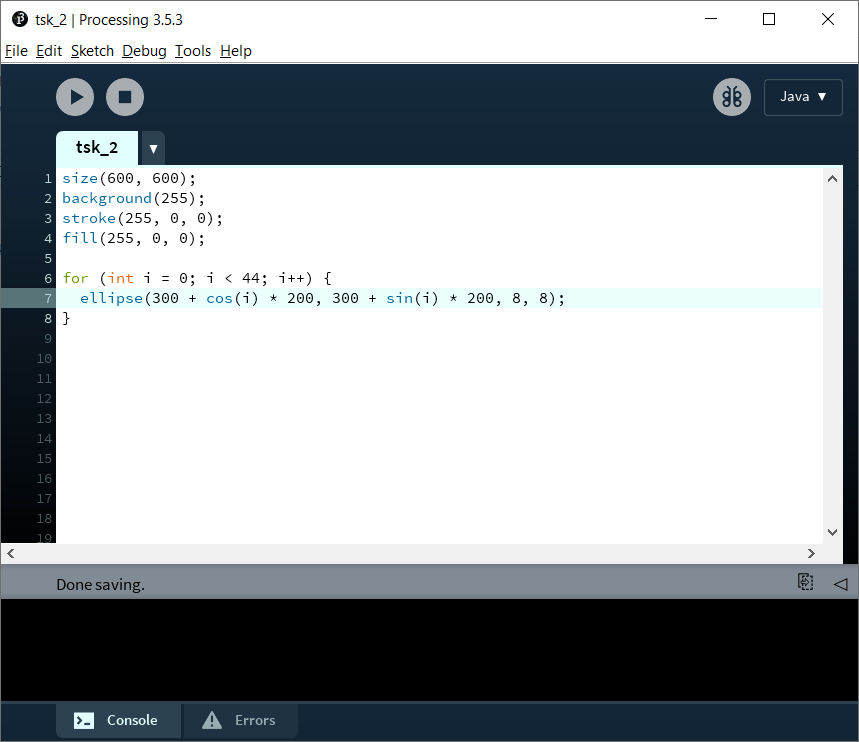 tsk_2 | Processing 3.5.3
File Edit Sketch Debug Tools Help
Java ▼
tsk_2 ▼
1 size(600, 600);
2 background(255);
3 stroke(255, 0, 0);
4 fill(255, 0, 0);
5
6 for (int i = 0; i < 44; i++) {
7   ellipse(300 + cos(i) * 200, 300 + sin(i) * 200, 8, 8);
8 }
9
10
11
12
13
14
15
16
17
18
19
Done saving.
Console Errors